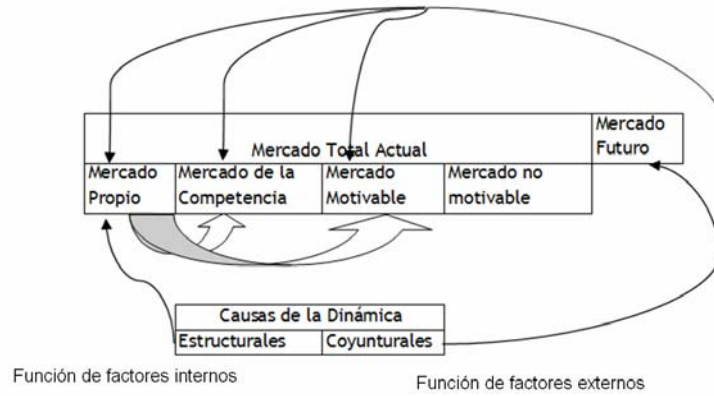 Mercado
Futuro
Mercado Total Actual
Mercado
Propio
Mercado de la
Competencia
Mercado
Motivable
Mercado no
motivable
Causas de la Dinámica
Estructurales
Coyunturales
Función de factores internos
Función de factores externos